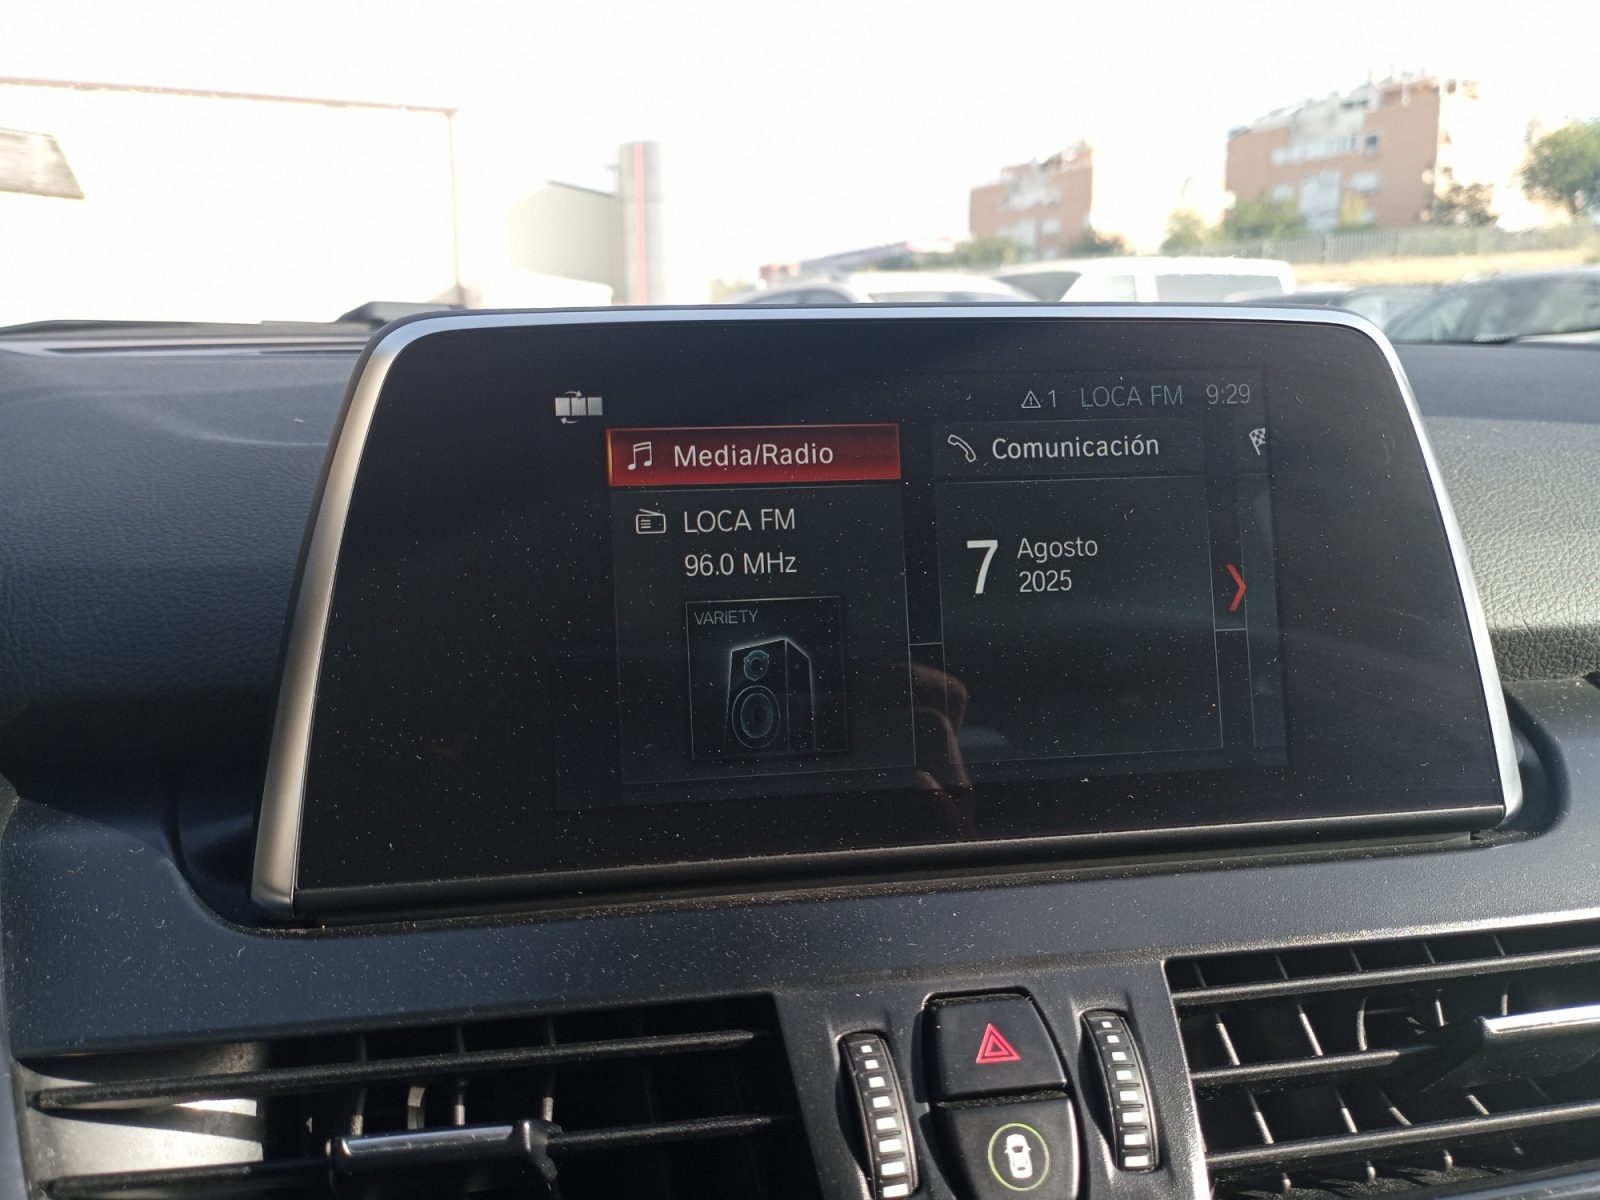 1 LOCA FM 9:29
Media/Radio
Comunicación
LOCA FM
96.0 MHz
VARIETY
7 Agosto
2025